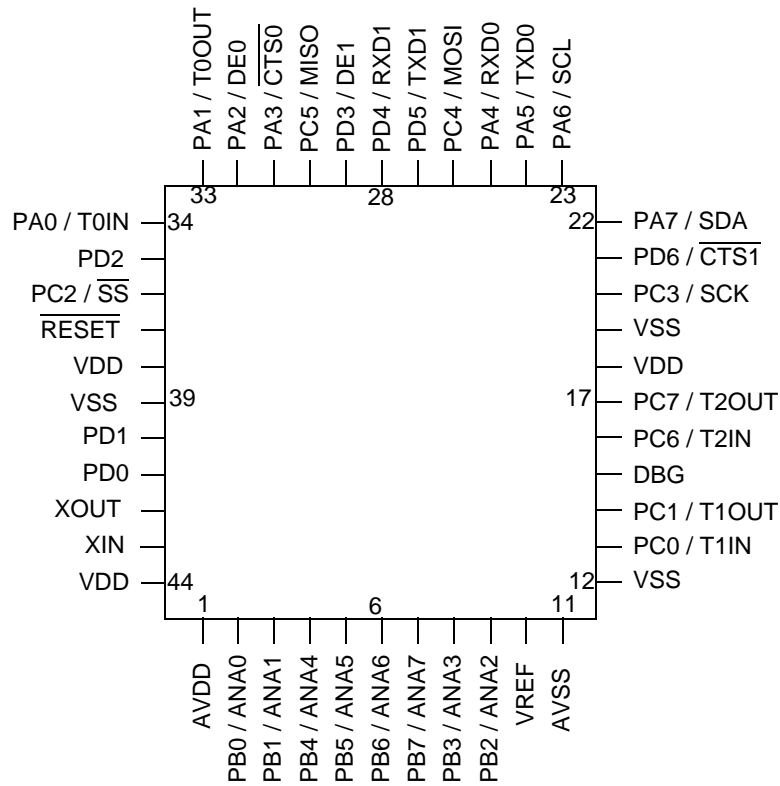 PA1 / T0OUT
PA2 / DE0
PA3 / CTS0
PC5 / MISO
PD3 / DE1
PD4 / RXD1
PD5 / TXD1
PC4 / MOSI
PA4 / RXD0
PA5 / TXD0
PA6 / SCL
33
28
23
PA0 / T0IN
34
PD2
PC2 / SS
RESET
VDD
VSS
39
PD1
PD0
XOUT
XIN
VDD
44
22
PA7 / SDA
PD6 / CTS1
PC3 / SCK
VSS
VDD
17
PC7 / T2OUT
PC6 / T2IN
DBG
PC1 / T1OUT
PC0 / T1IN
12
VSS
1
6
11
AVDD
PB0 / ANA0
PB1 / ANA1
PB4 / ANA4
PB5 / ANA5
PB6 / ANA6
PB7 / ANA7
PB3 / ANA3
PB2 / ANA2
VREF
AVSS